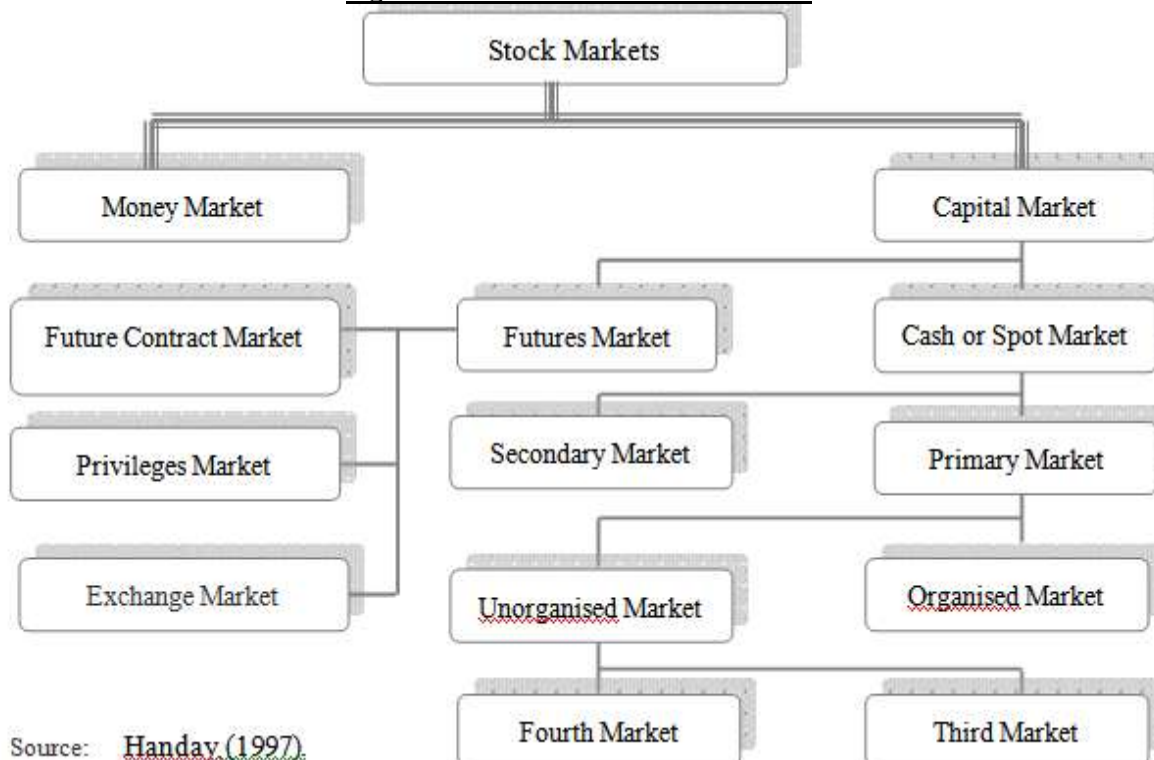 Stock Markets
Money Market
Capital Market
Future Contract Market
Futures Market
Cash or Spot Market
Privileges Market
Secondary Market
Primary Market
Exchange Market
Unorganised Market
Organised Market
Fourth Market
Third Market
Source: Handay (1997).